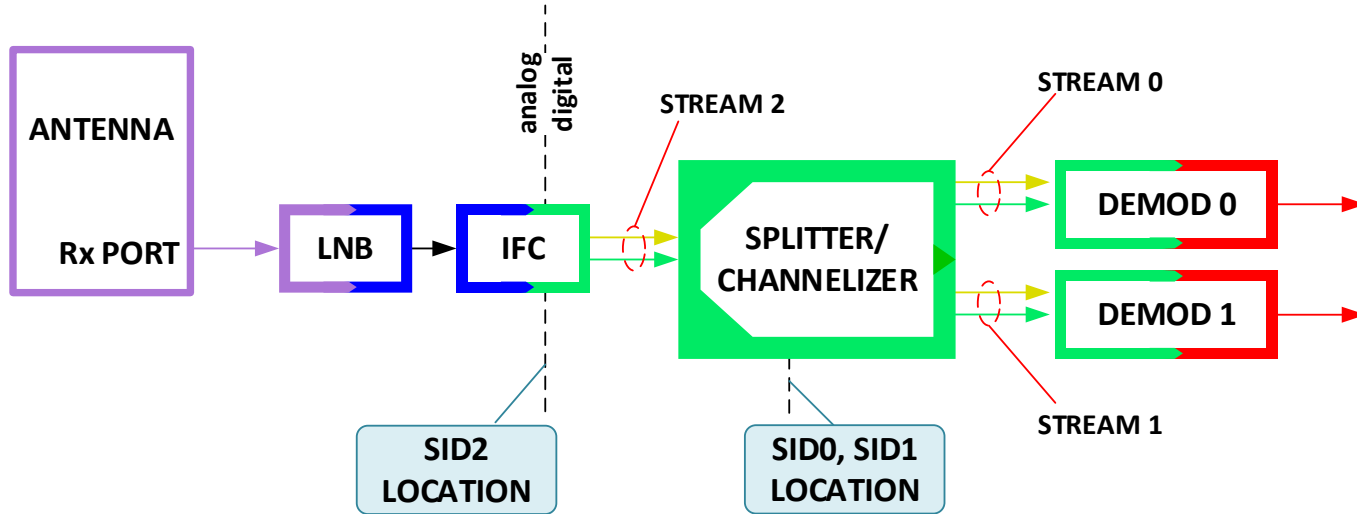 ANTENNA
Rx PORT
LNB
IFC
analog
digital
STREAM 2
SPLITTER/
CHANNELIZER
STREAM 0
DEMOD 0
DEMOD 1
STREAM 1
SID2
LOCATION
SID0, SID1
LOCATION